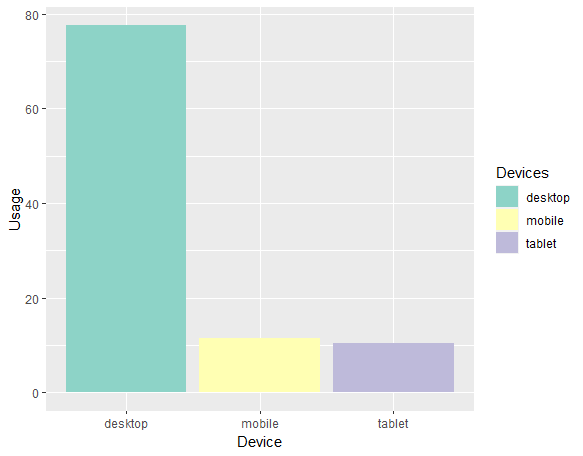 80
60
40
20
0
Usage
desktop
mobile
tablet
Device
Devices
desktop
mobile
tablet